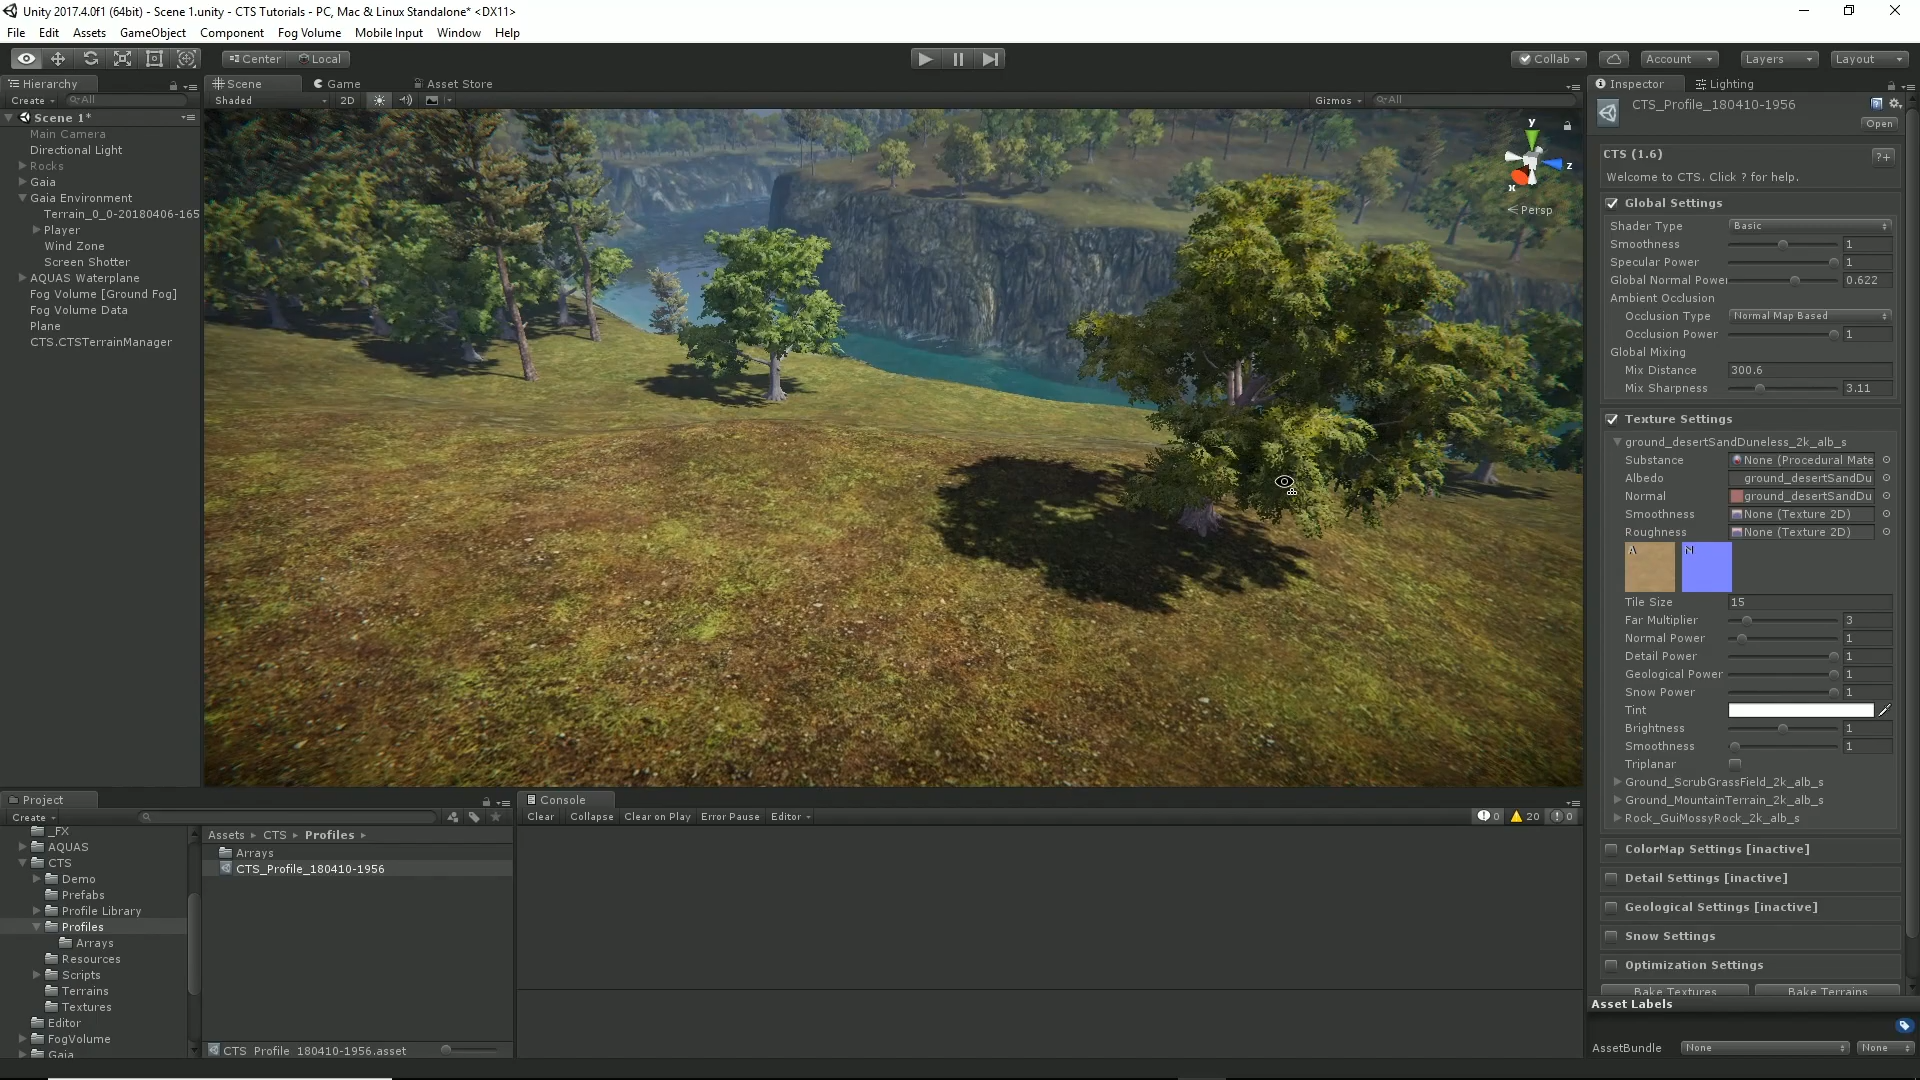 Unity 2017.4.0f1 (64bit) - Scene 1.unity - CTS Tutorials - PC, Mac & Linux Standalone* <DX11>
File Edit Assets GameObject Component Fog Volume Mobile Input Window Help
Center Local
Collab Account Layers Layout
Hierarchy
Create All
Scene 1*
Main Camera
Directional Light
Rocks
Gaia
Gaia Environment
Terrain_0_0-20180406-165
Player
Wind Zone
Screen Shotter
AQUAS Waterplane
Fog Volume [Ground Fog]
Fog Volume Data
Plane
CTS.CTSTerrainManager
Scene Game Asset Store
Shaded 2D Gizmos All
y
z
x
Persp
Inspector Lighting
CTS_Profile_180410-1956
Open
CTS (1.6) ?+
Welcome to CTS. Click ? for help.
Global Settings
Shader Type Basic
Smoothness 1
Specular Power 1
Global Normal Power 0.622
Ambient Occlusion
Occlusion Type Normal Map Based
Occlusion Power 1
Global Mixing
Mix Distance 300.6
Mix Sharpness 3.11
Texture Settings
ground_desertSandDuneless_2k_alb_s
Substance None (Procedural Mate
Albedo ground_desertSandDu
Normal ground_desertSandDu
Smoothness None (Texture 2D)
Roughness None (Texture 2D)
A N
Tile Size 15
Far Multiplier 3
Normal Power 1
Detail Power 1
Geological Power 1
Snow Power 1
Tint
Brightness 1
Smoothness 1
Triplanar
Ground_ScrubGrassField_2k_alb_s
Ground_MountainTerrain_2k_alb_s
Rock_GuiMossyRock_2k_alb_s
ColorMap Settings [inactive]
Detail Settings [inactive]
Geological Settings [inactive]
Snow Settings
Optimization Settings
Bake Textures Bake Terrains
Asset Labels
AssetBundle None None
Project
Create
_FX
AQUAS
CTS
Demo
Prefabs
Profile Library
Profiles
Arrays
Resources
Scripts
Terrains
Textures
Editor
FogVolume
Gaia
Assets CTS Profiles
Arrays
CTS_Profile_180410-1956
CTS_Profile_180410-1956.asset
Console
Clear Collapse Clear on Play Error Pause Editor 0 20 0